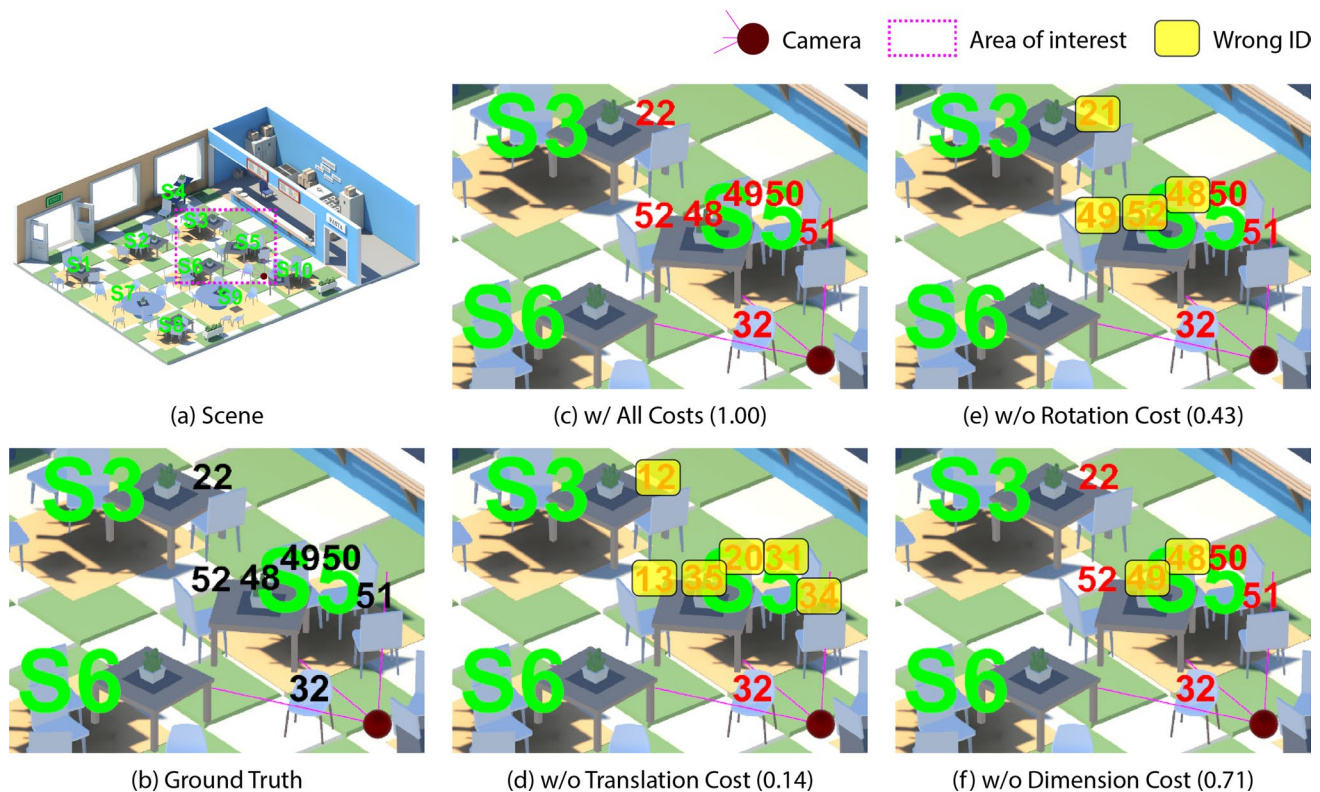 Camera
Area of interest
Wrong ID
S4
S3
S2
S5
S1
S6
S10
S7
S9
S8
(a) Scene
S3
22
49 50
52 48
S5
51
S6
32
(c) w/ All Costs (1.00)
S3
21
48 50
49 52
S5
51
S6
32
(e) w/o Rotation Cost (0.43)
S3
22
49 50
52 48
S5
51
S6
32
(b) Ground Truth
S3
12
20 31
13 35
S5
34
S6
32
(d) w/o Translation Cost (0.14)
S3
22
48 50
52 49
S5
51
S6
32
(f) w/o Dimension Cost (0.71)